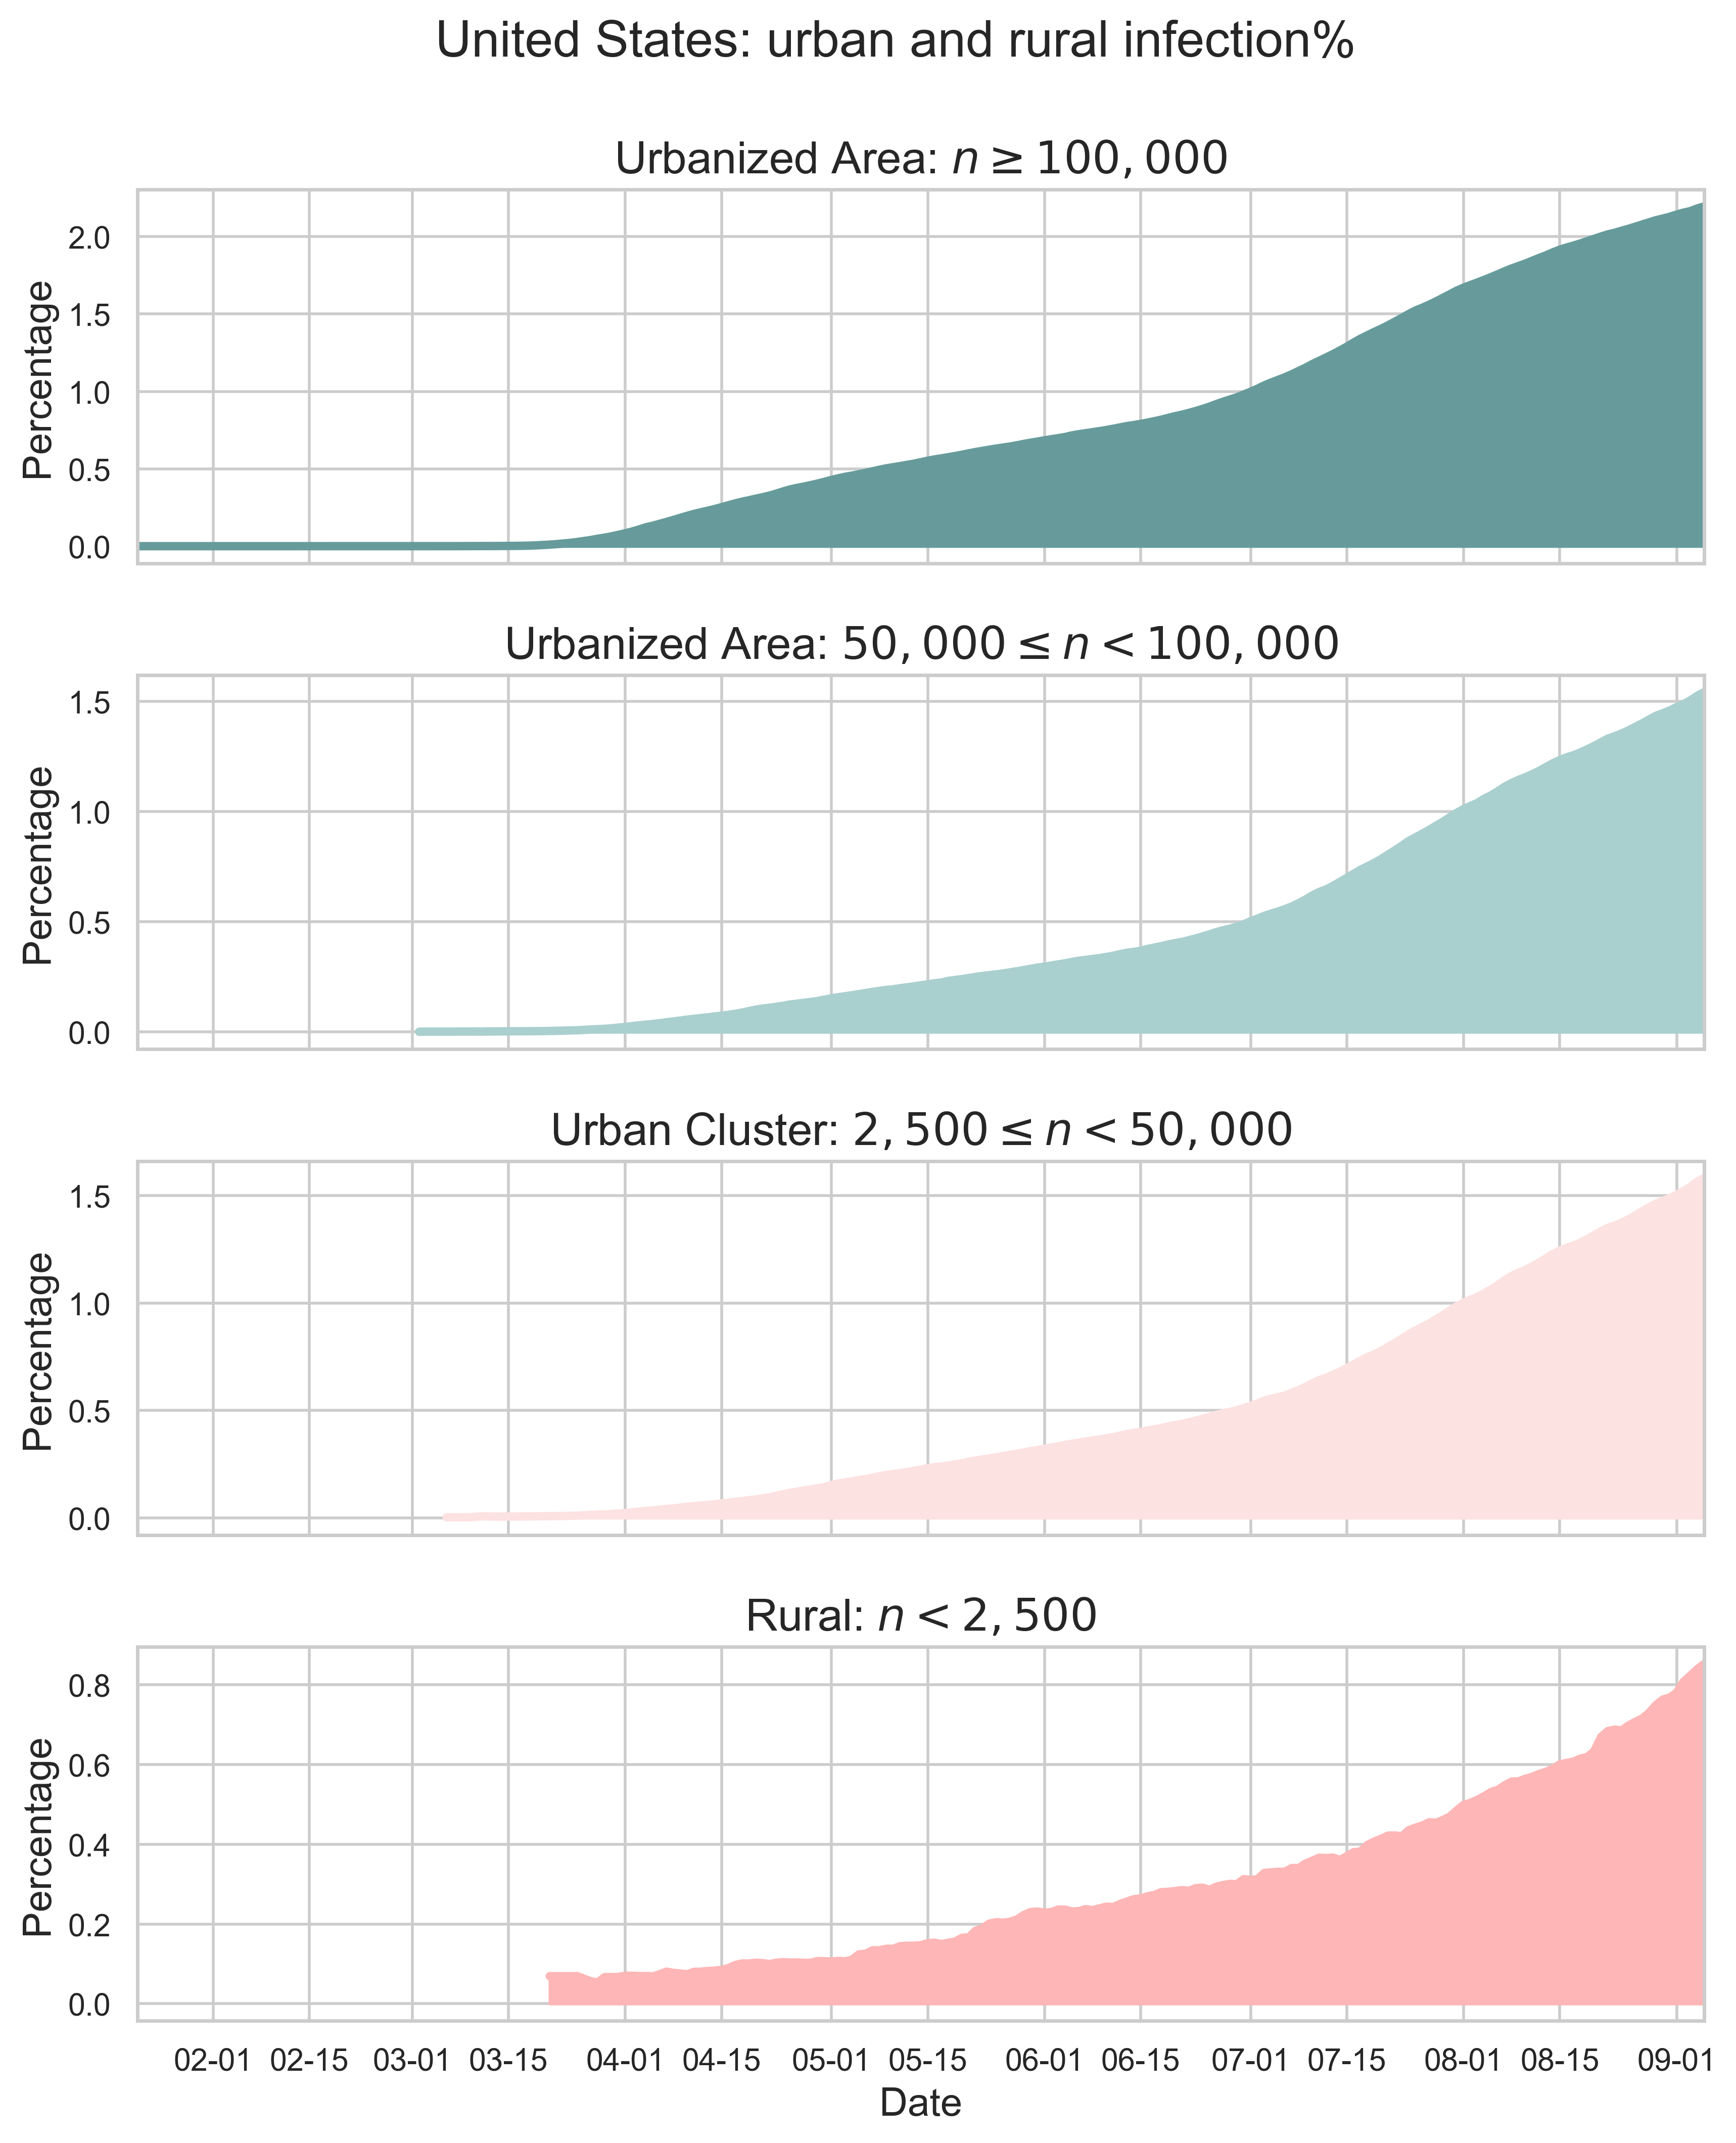 United States: urban and rural infection%
Urbanized Area: n ≥ 100,000
Percentage
2.0
1.5
1.0
0.5
0.0
Urbanized Area: 50,000 ≤ n < 100,000
Percentage
1.5
1.0
0.5
0.0
Urban Cluster: 2,500 ≤ n < 50,000
Percentage
1.5
1.0
0.5
0.0
Rural: n < 2,500
Percentage
0.8
0.6
0.4
0.2
0.0
02-01 02-15 03-01 03-15 04-01 04-15 05-01 05-15 06-01 06-15 07-01 07-15 08-01 08-15 09-01
Date